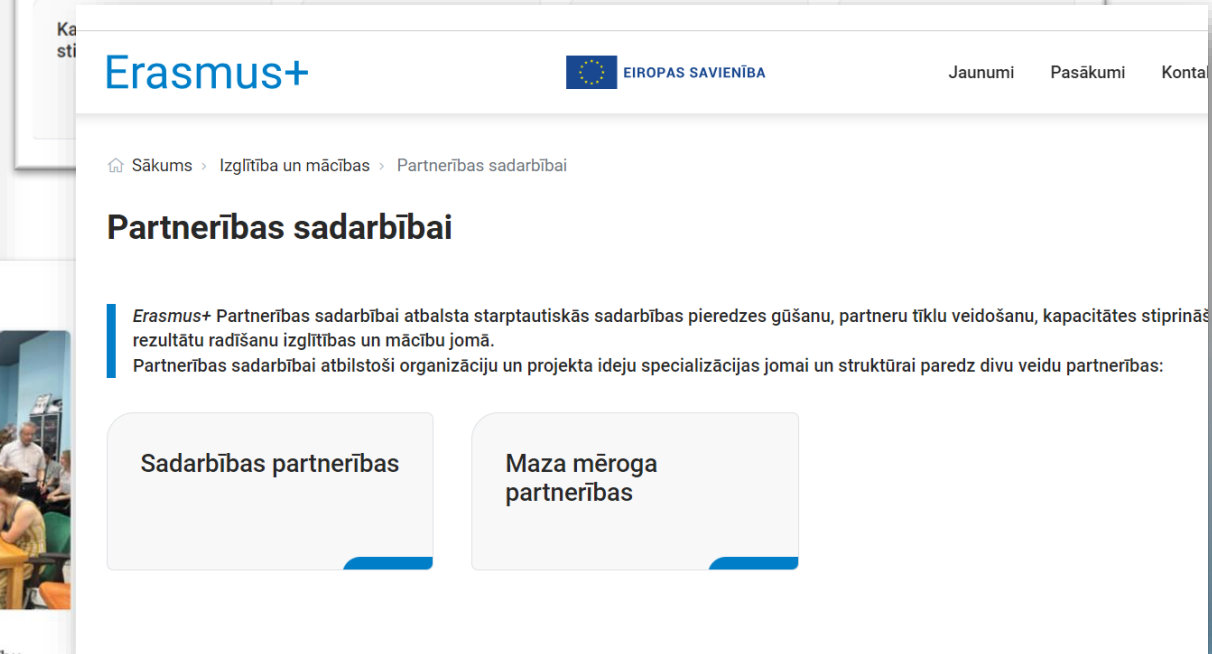 Erasmus+
EIROPAS SAVIENĪBA
Jaunumi Pasākumi
Sākums > Izglītība un mācības > Partnerības sadarbībai
Partnerības sadarbībai
Erasmus+ Partnerības sadarbībai atbalsta starptautiskās sadarbības pieredzes gūšanu, partneru tīklu veidošanu, kapacitātes
rezultātu radīšanu izglītības un mācību jomā.
Partnerības sadarbībai atbilstoši organizāciju un projekta ideju specializācijas jomai un struktūrai paredz divu veidu partnerības:
Sadarbības partnerības
Maza mēroga
partnerības